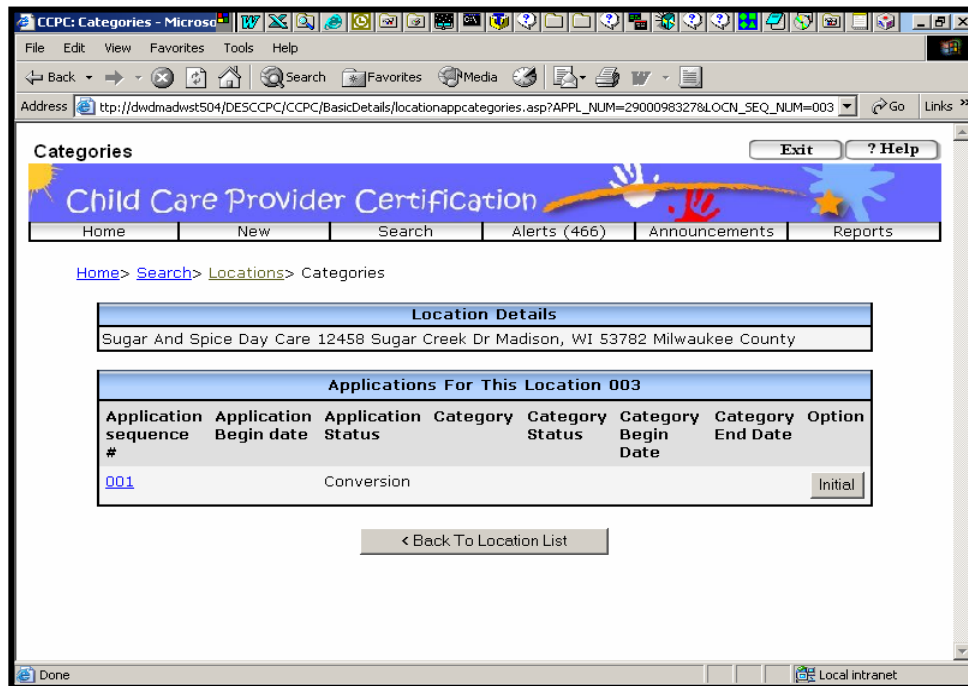 CCPC: Categories - Microso
File Edit View Favorites Tools Help
Back Search Favorites Media
Address ttp://dwdmadwst504/DESCCPC/CCPC/BasicDetails/locationappcategories.asp?APPL_NUM=2900098327&LOCN_SEQ_NUM=003 Go Links »
Categories Exit ? Help
Child Care Provider Certification
Home New Search Alerts (466) Announcements Reports
Home> Search> Locations> Categories
Location Details
Sugar And Spice Day Care 12458 Sugar Creek Dr Madison, WI 53782 Milwaukee County
Applications For This Location 003
Application Application Application Category Category Category Category Option
sequence Begin date Status Status Begin End Date
# Date
001 Conversion Initial
< Back To Location List
Done Local intranet